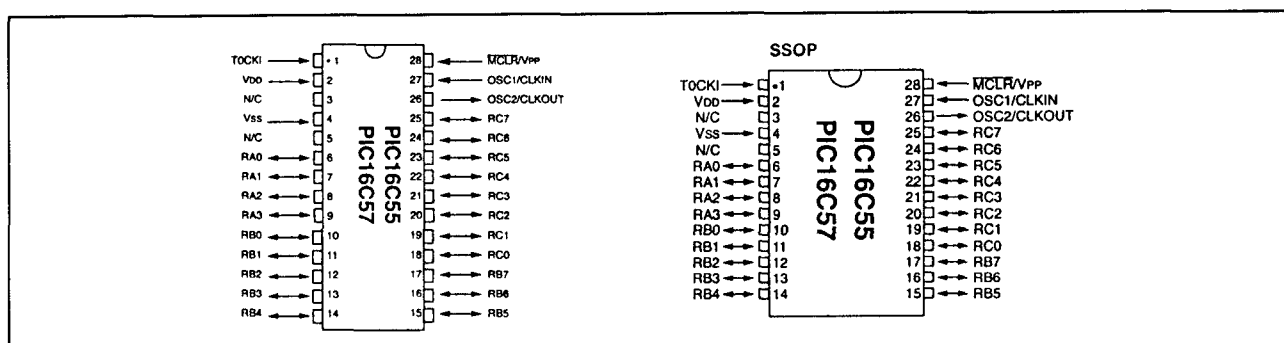 T0CKI •1 28 MCLR/VPP
VDD 2 27 OSC1/CLKIN
N/C 3 26 OSC2/CLKOUT
VSS 4 25 RC7
N/C 5 24 RC6
RA0 6 23 RC5
RA1 7 22 RC4
RA2 8 21 RC3
RA3 9 20 RC2
RB0 10 19 RC1
RB1 11 18 RC0
RB2 12 17 RB7
RB3 13 16 RB6
RB4 14 15 RB5
PIC16C55
PIC16C57
SSOP
T0CKI •1 28 MCLR/VPP
VDD 2 27 OSC1/CLKIN
N/C 3 26 OSC2/CLKOUT
VSS 4 25 RC7
N/C 5 24 RC6
RA0 6 23 RC5
RA1 7 22 RC4
RA2 8 21 RC3
RA3 9 20 RC2
RB0 10 19 RC1
RB1 11 18 RC0
RB2 12 17 RB7
RB3 13 16 RB6
RB4 14 15 RB5
PIC16C55
PIC16C57